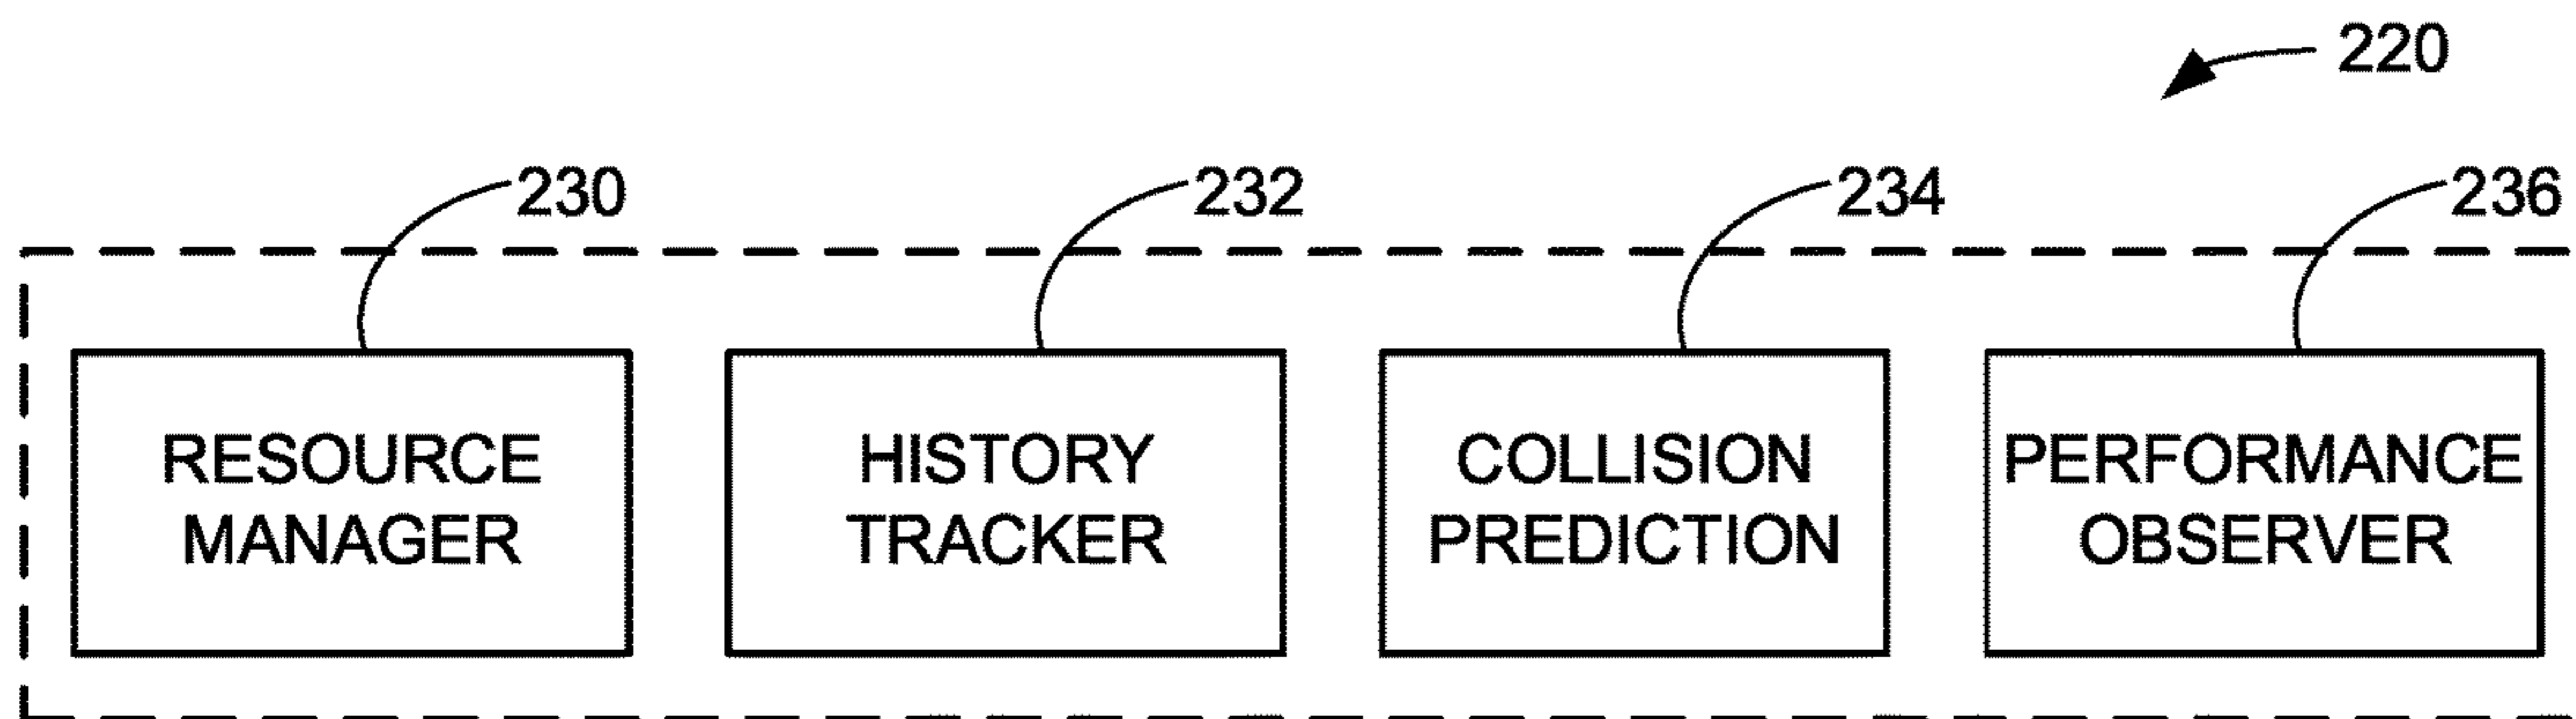 220
230
232
234
236
RESOURCE
MANAGER
HISTORY
TRACKER
COLLISION
PREDICTION
PERFORMANCE
OBSERVER